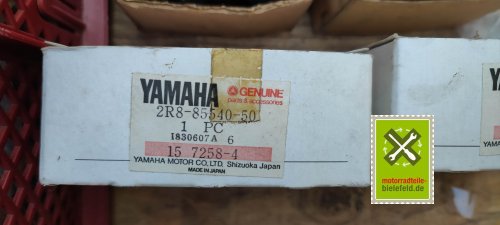 YAMAHA GENUINE
parts & accessories
2R8-85540-50
1 PC
I830607A 6
15 7258-4
YAMAHA MOTOR CO., LTD. Shizuoka Japan
MADE IN JAPAN
motorradteile-
bielefeld.de